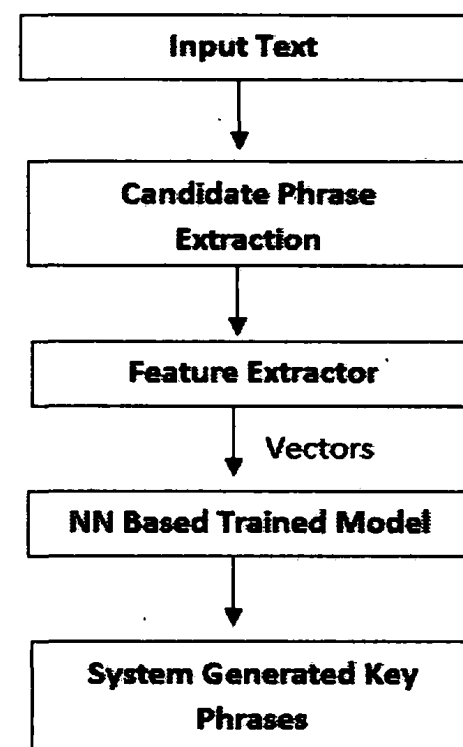 Input Text
Candidate Phrase
Extraction
Feature Extractor
Vectors
NN Based Trained Model
System Generated Key
Phrases